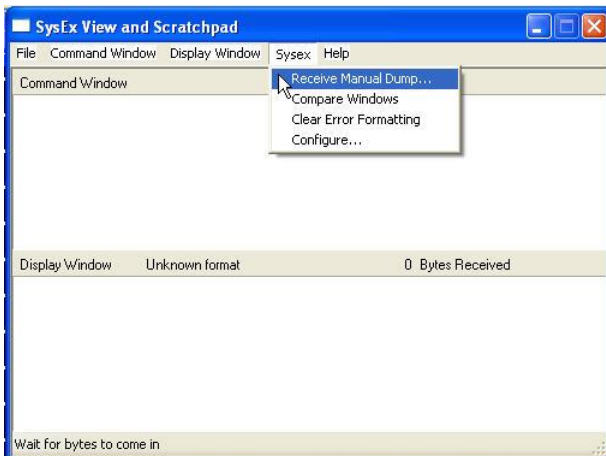 SysEx View and Scratchpad
File Command Window Display Window Sysex Help
Command Window
Receive Manual Dump...
Compare Windows
Clear Error Formatting
Configure...
Display Window Unknown format 0 Bytes Received
Wait for bytes to come in